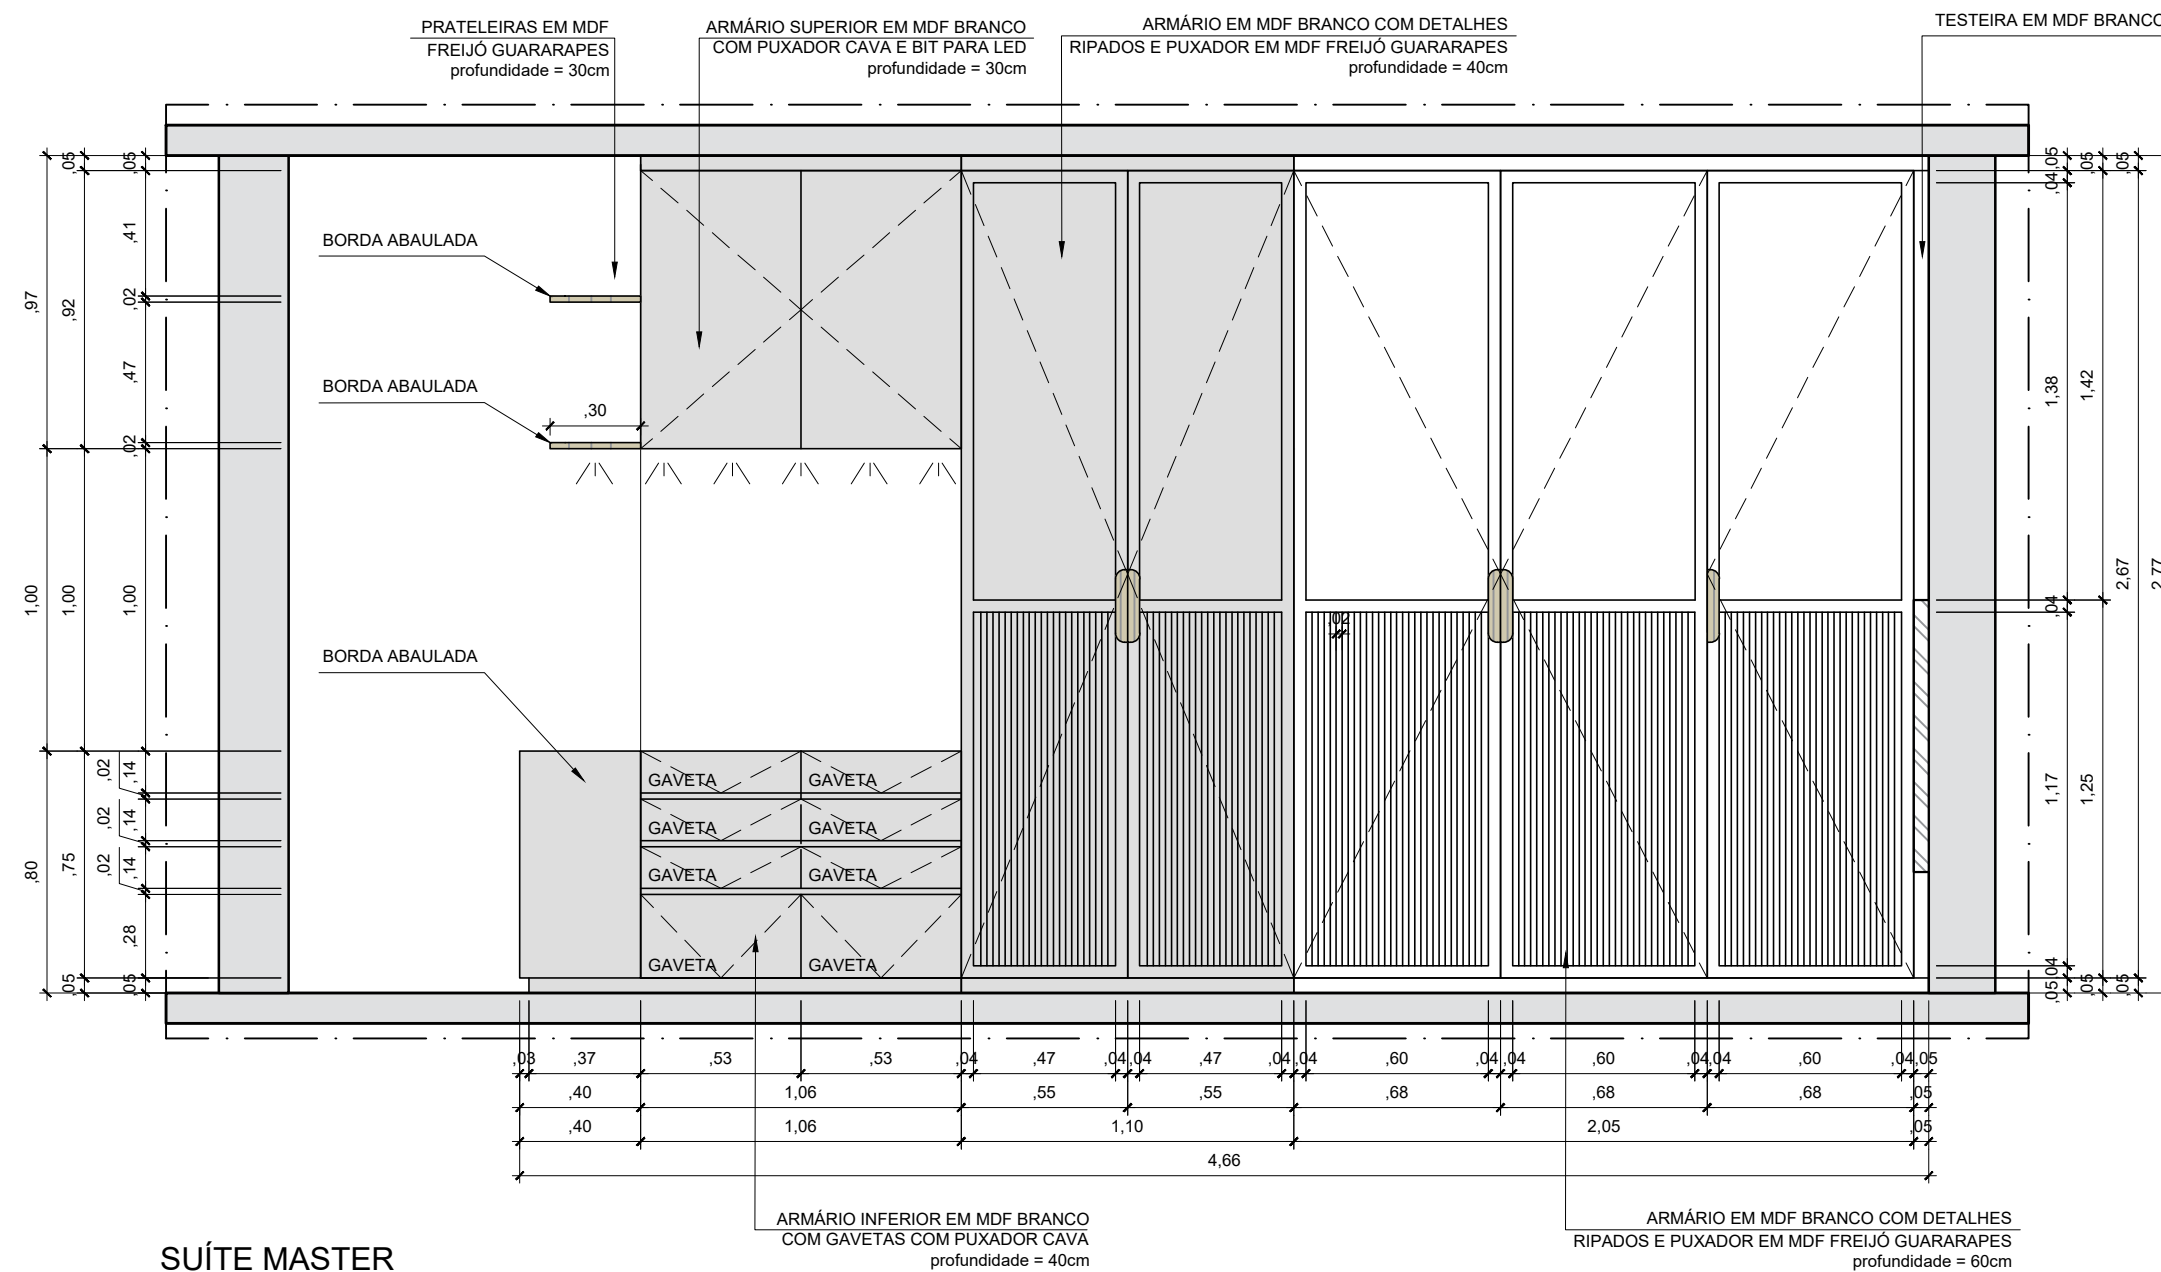 PRATELEIRAS EM MDF
FREIJÓ GUARARAPES
profundidade = 30cm
ARMÁRIO SUPERIOR EM MDF BRANCO
COM PUXADOR CAVA E BIT PARA LED
profundidade = 30cm
ARMÁRIO EM MDF BRANCO COM DETALHES
RIPADOS E PUXADOR EM MDF FREIJÓ GUARARAPES
profundidade = 40cm
TESTEIRA EM MDF BRANCO
BORDA ABAULADA
BORDA ABAULADA
BORDA ABAULADA
,30
,02
,97
1,00
,80
,05
,92
1,00
,75
,05
,05
,41
,02
,47
,02
1,00
,02 ,14
,02 ,14
,02 ,14
,28
,05
GAVETA GAVETA
GAVETA GAVETA
GAVETA GAVETA
GAVETA GAVETA
,05
,04
1,38
,04
1,17
,04
,05
,05
1,42
1,25
,05
,05
2,67
,05
2,77
,03 ,37 ,53 ,53 ,04 ,47 ,04 ,04 ,47 ,04 ,04 ,60 ,04 ,04 ,60 ,04 ,04 ,60 ,04 ,05
,40 1,06 ,55 ,55 ,68 ,68 ,68 ,05
,40 1,06 1,10 2,05 ,05
4,66
ARMÁRIO INFERIOR EM MDF BRANCO
COM GAVETAS COM PUXADOR CAVA
profundidade = 40cm
ARMÁRIO EM MDF BRANCO COM DETALHES
RIPADOS E PUXADOR EM MDF FREIJÓ GUARARAPES
profundidade = 60cm
SUÍTE MASTER